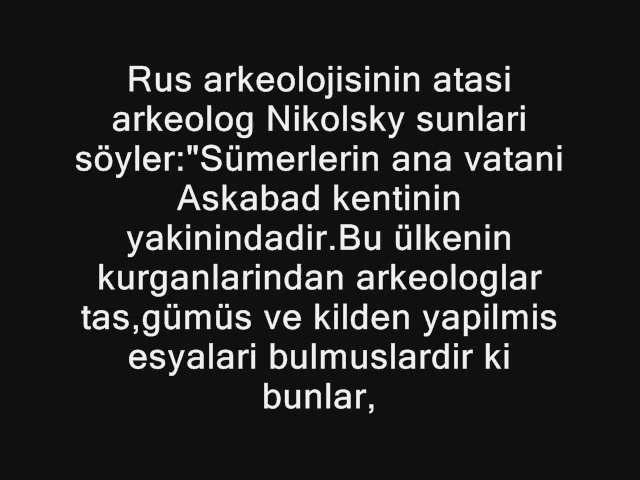 Rus arkeolojisinin atasi
arkeolog Nikolsky sunlari
söyler:"Sümerlerin ana vatani
Askabad kentinin
yakinindadir.Bu ülkenin
kurganlarindan arkeologlar
tas,gümüs ve kilden yapilmis
esyalari bulmuslardir ki
bunlar,